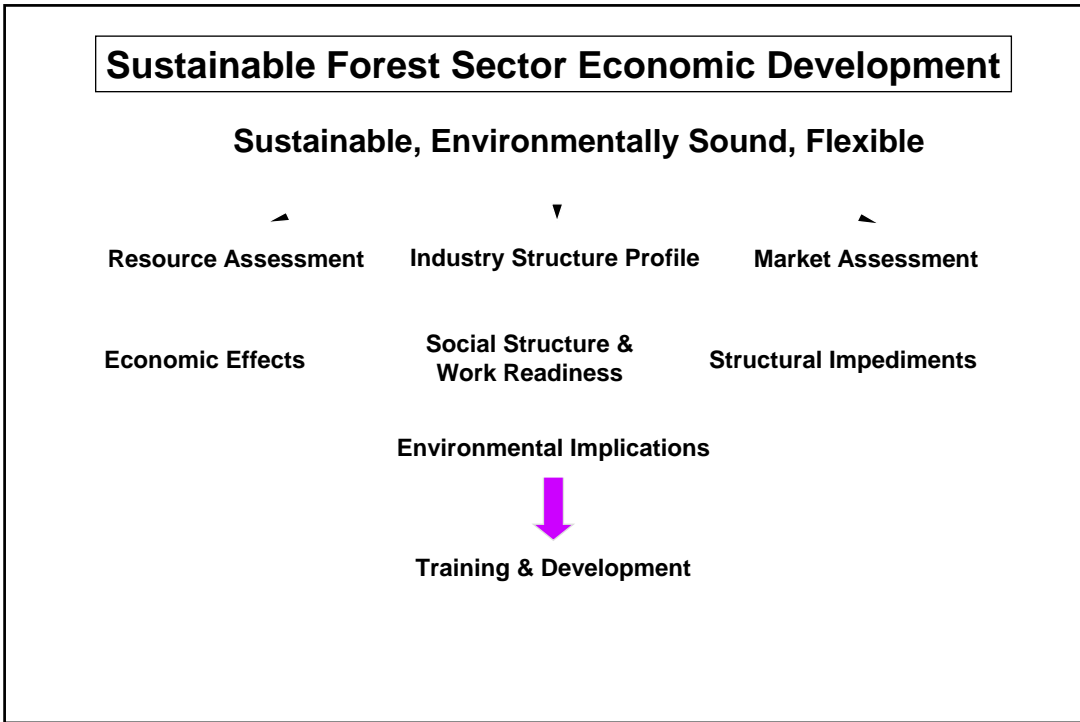 Sustainable Forest Sector Economic Development
Sustainable, Environmentally Sound, Flexible
Resource Assessment
Industry Structure Profile
Market Assessment
Economic Effects
Social Structure &
Work Readiness
Structural Impediments
Environmental Implications
Training & Development